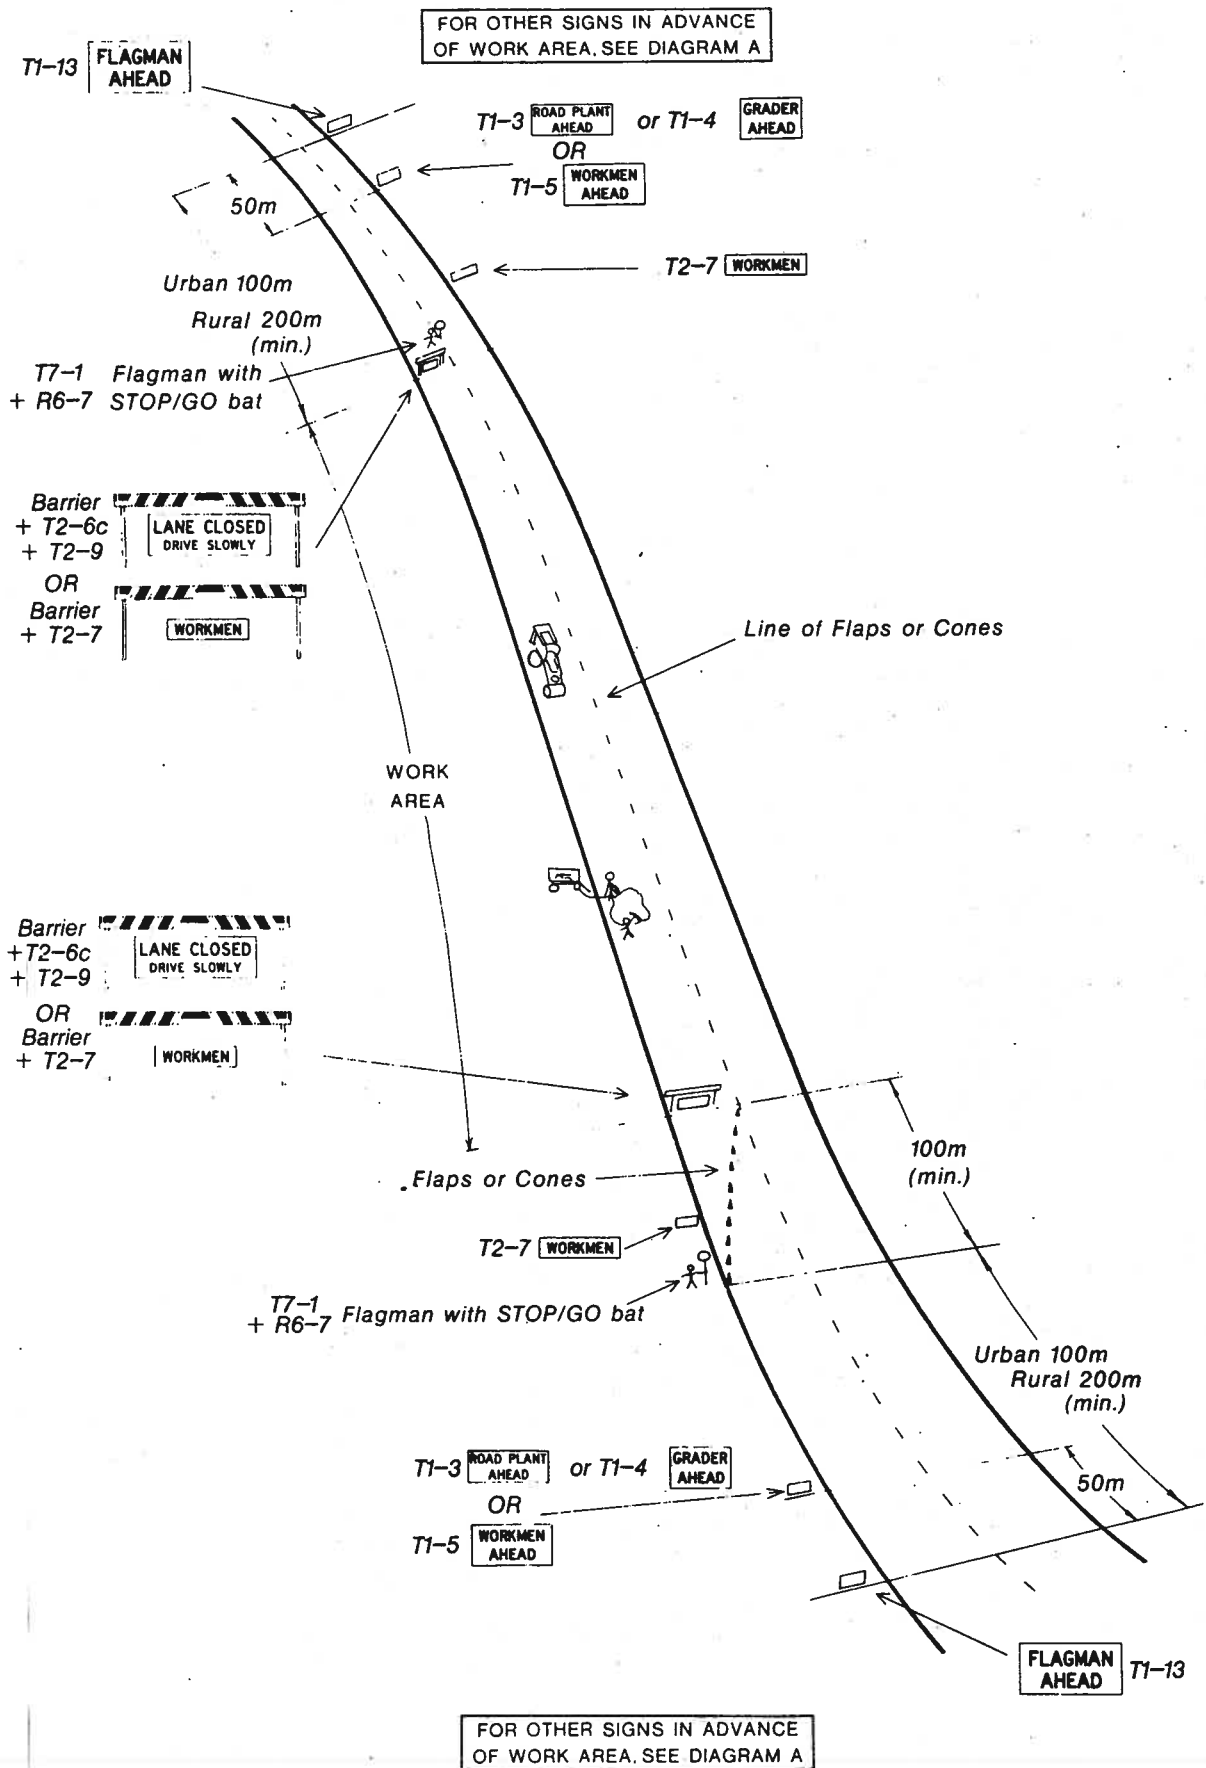 FOR OTHER SIGNS IN ADVANCE
OF WORK AREA. SEE DIAGRAM A
T1-13 FLAGMAN
AHEAD
T1-3 ROAD PLANT
AHEAD
or T1-4 GRADER
AHEAD
OR
T1-5 WORKMEN
AHEAD
50m
T2-7 WORKMEN
Urban 100m
Rural 200m
(min.)
T7-1 Flagman with
+ R6-7 STOP/GO bat
Barrier
+ T2-6c
+ T2-9
LANE CLOSED
DRIVE SLOWLY
OR
Barrier
+ T2-7
WORKMEN
Line of Flaps or Cones
WORK
AREA
Barrier
+T2-6c
+ T2-9
LANE CLOSED
DRIVE SLOWLY
OR
Barrier
+ T2-7
WORKMEN
100m
(min.)
Flaps or Cones
T2-7 WORKMEN
T7-1
+ R6-7 Flagman with STOP/GO bat
Urban 100m
Rural 200m
(min.)
T1-3 ROAD PLANT
AHEAD
or T1-4 GRADER
AHEAD
50m
OR
T1-5 WORKMEN
AHEAD
FLAGMAN
AHEAD T1-13
FOR OTHER SIGNS IN ADVANCE
OF WORK AREA. SEE DIAGRAM A